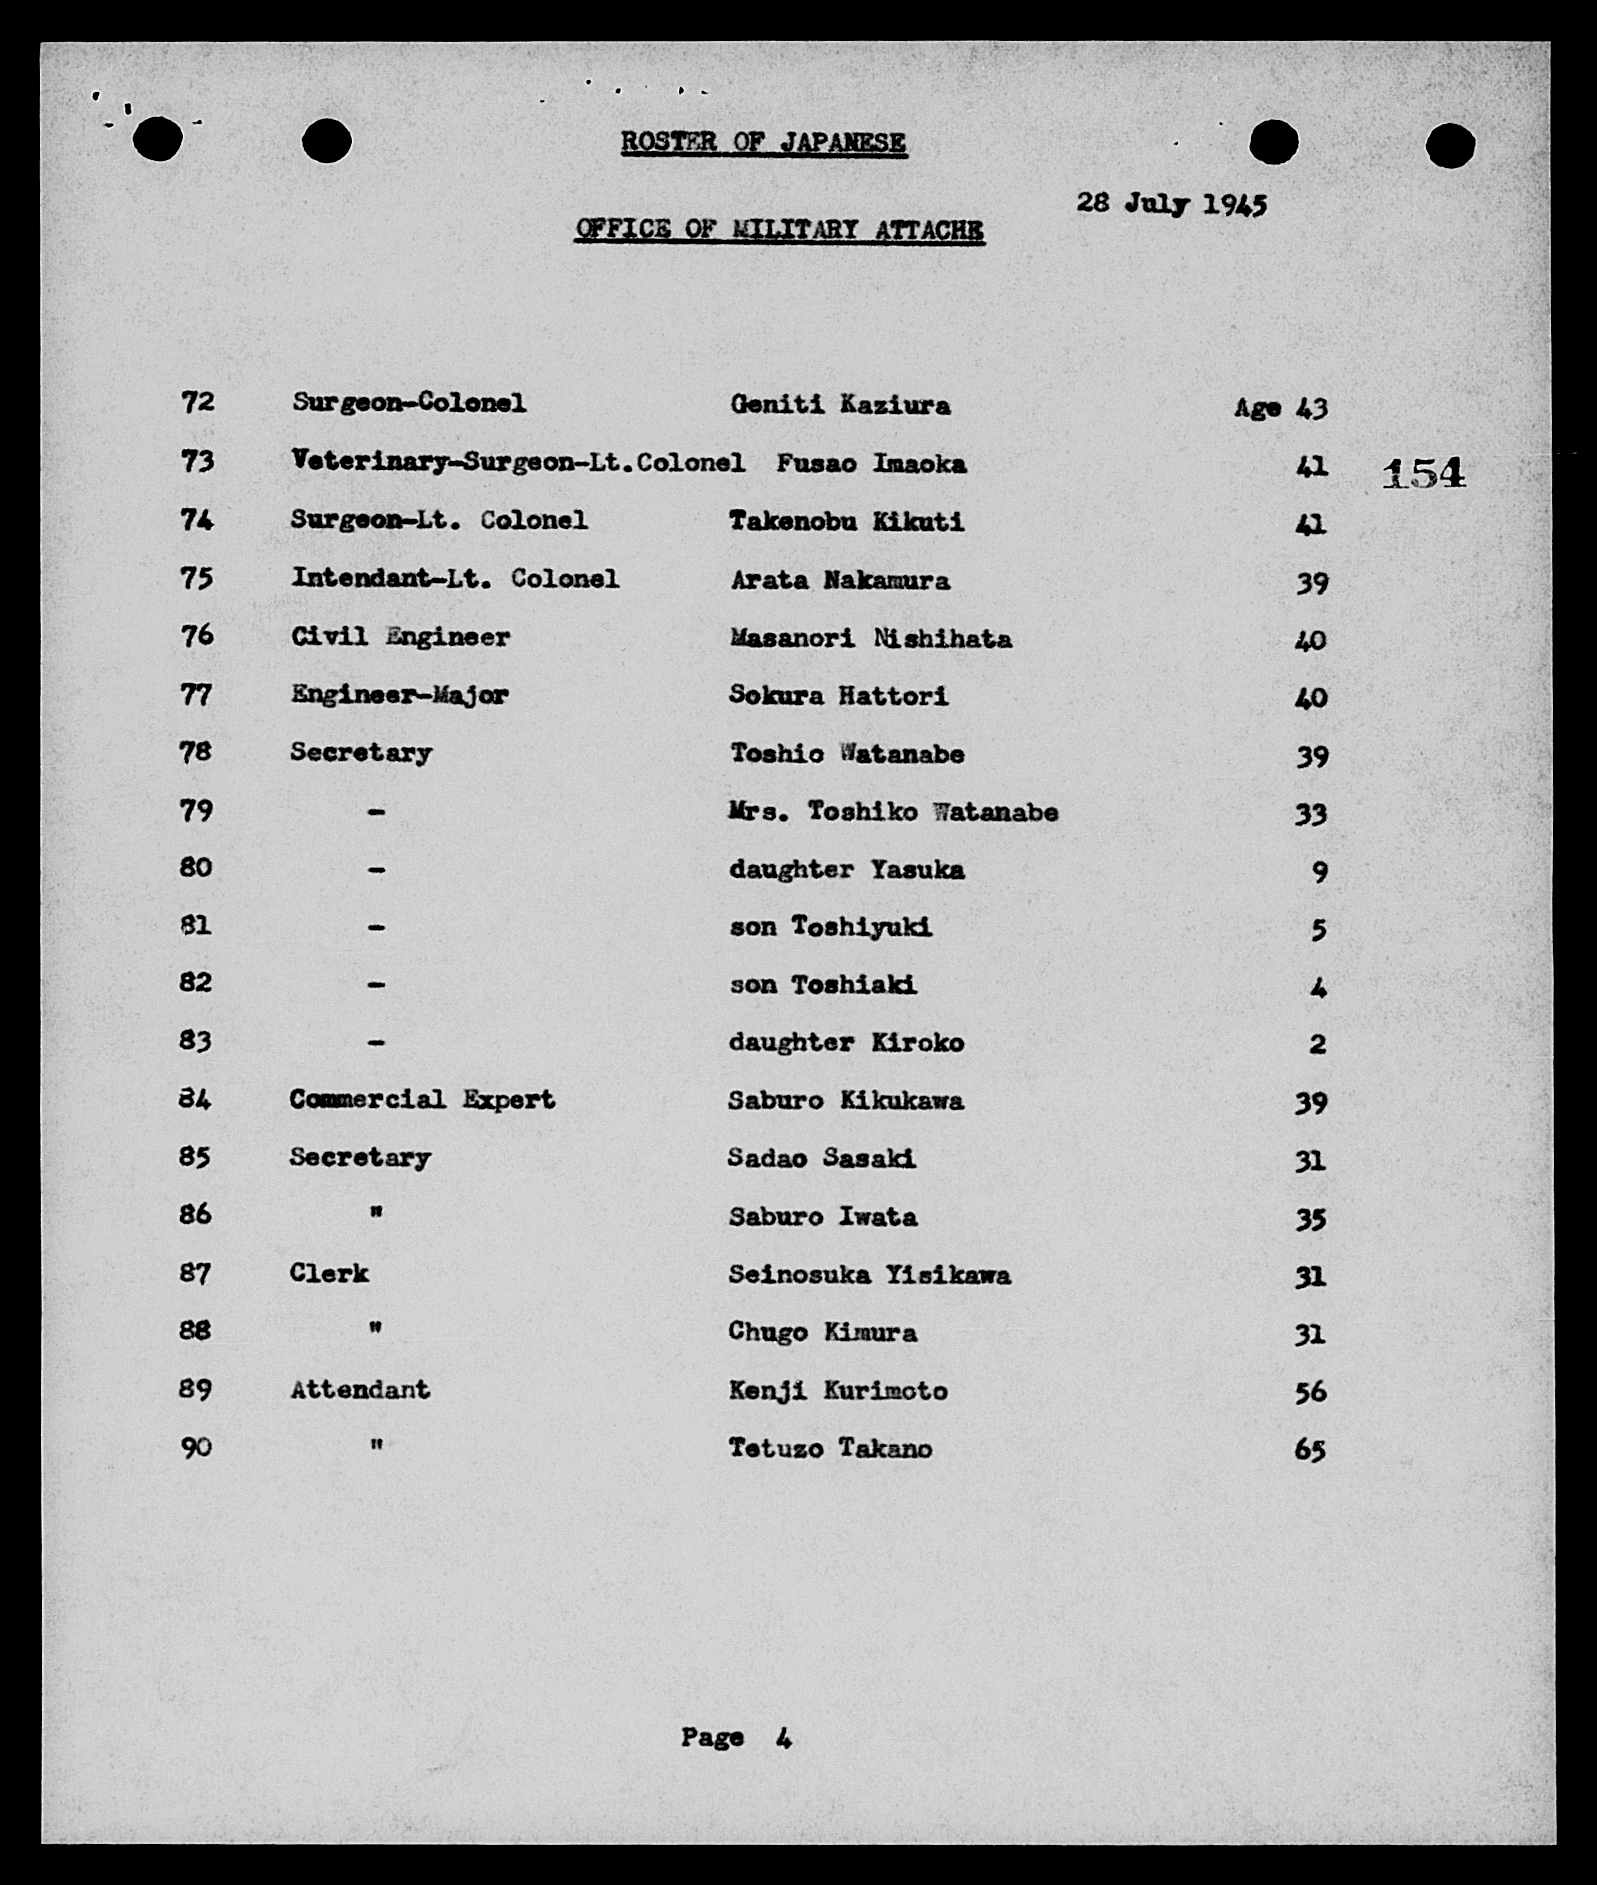 ROSTER OF JAPANESE
28 July 1945
OFFICE OF MILITARY ATTACHE
72 Surgeon-Colonel Geniti Kaziura Age 43
73 Veterinary-Surgeon-Lt.Colonel Fusao Imaoka 41
154
74 Surgeon-Lt. Colonel Takenobu Kikuti 41
75 Intendant-Lt. Colonel Arata Nakamura 39
76 Civil Engineer Masanori Nishihata 40
77 Engineer-Major Sokura Hattori 40
78 Secretary Toshio Watanabe 39
79 - Mrs. Toshiko Watanabe 33
80 - daughter Yasuka 9
81 - son Toshiyuki 5
82 - son Toshiaki 4
83 - daughter Kiroko 2
84 Commercial Expert Saburo Kikukawa 39
85 Secretary Sadao Sasaki 31
86 " Saburo Iwata 35
87 Clerk Seinosuka Yisikawa 31
88 " Chugo Kimura 31
89 Attendant Kenji Kurimoto 56
90 " Tetuzo Takano 65
Page 4